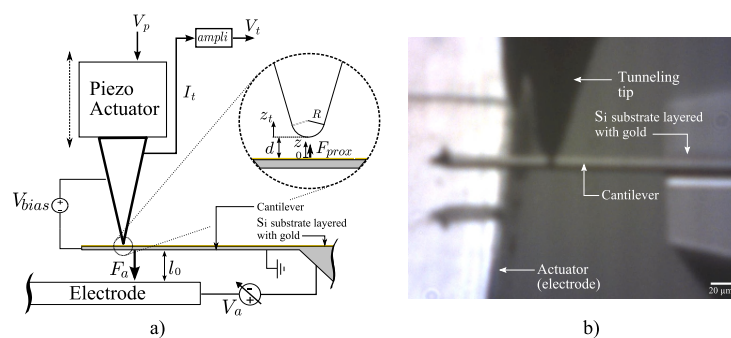 V_p
V_t
ampli
I_t
Piezo
Actuator
R
z_t
d
z
0
F_prox
V_bias
Cantilever
Si substrate layered
with gold
F_a
l_0
Electrode
V_a
a)
Tunneling
tip
Si substrate layered
with gold
Cantilever
Actuator
(electrode)
20 μm
b)